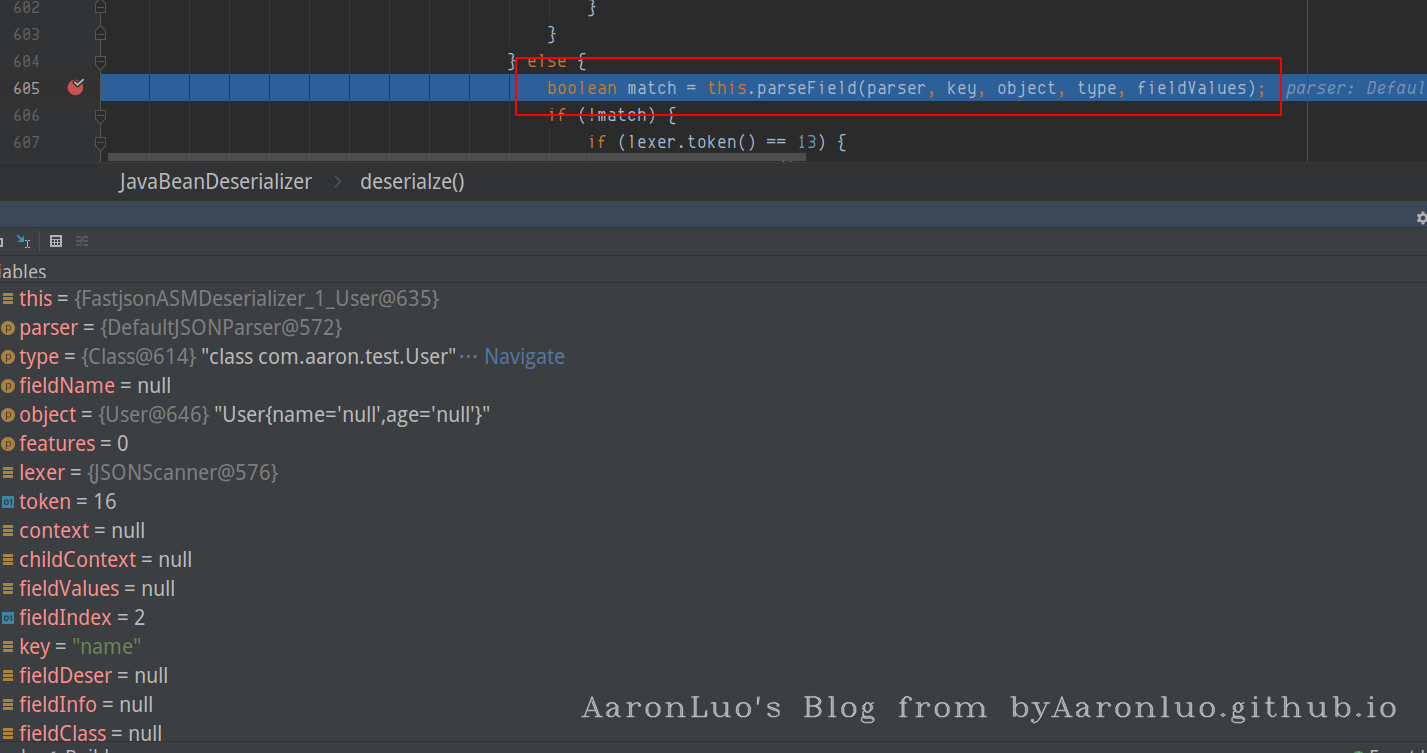 602 }
603 }
604 } else {
605 boolean match = this.parseField(parser, key, object, type, fieldValues); parser: Defaul
606 if (!match) {
607 if (lexer.token() == 13) {
JavaBeanDeserializer > deserialze()
iables
this = {FastjsonASMDeserializer_1_User@635}
parser = {DefaultJSONParser@572}
type = {Class@614} "class com.aaron.test.User"... Navigate
fieldName = null
object = {User@646} "User{name='null',age='null'}"
features = 0
lexer = {JSONScanner@576}
token = 16
context = null
childContext = null
fieldValues = null
fieldIndex = 2
key = "name"
fieldDeser = null
fieldInfo = null
fieldClass = null
AaronLuo's Blog from byAaronluo.github.io